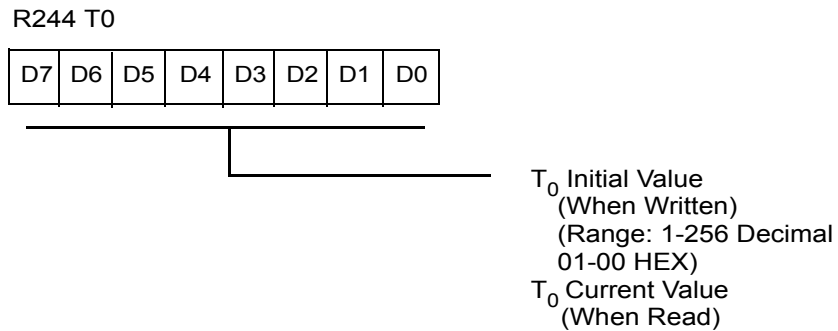 R244 T0
D7 D6 D5 D4 D3 D2 D1 D0
T0 Initial Value
(When Written)
(Range: 1-256 Decimal
01-00 HEX)
T0 Current Value
(When Read)